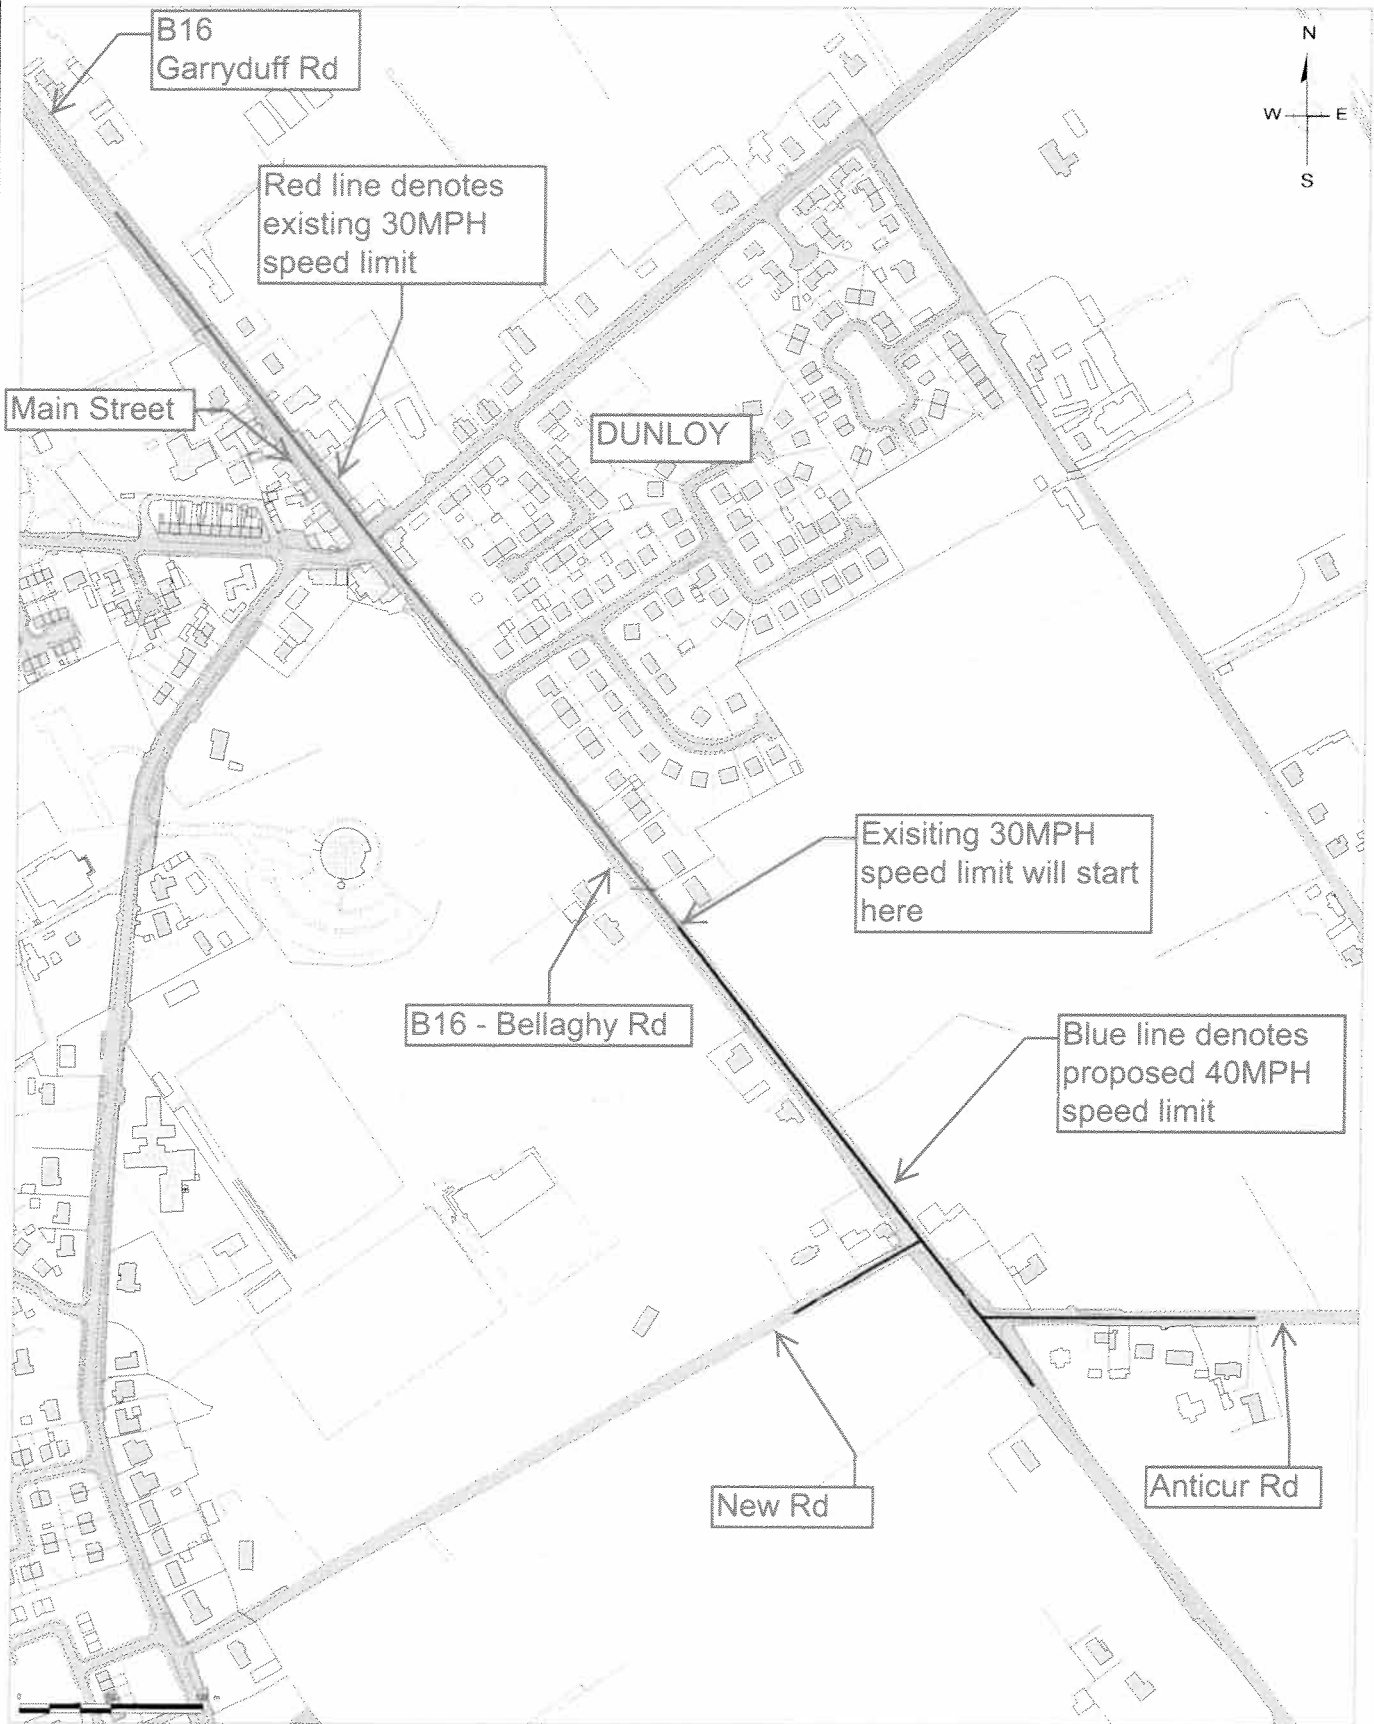 B16
Garryduff Rd
N
W E
S
Red line denotes
existing 30MPH
speed limit
Main Street
DUNLOY
Exisiting 30MPH
speed limit will start
here
B16 - Bellaghy Rd
Blue line denotes
proposed 40MPH
speed limit
New Rd
Anticur Rd